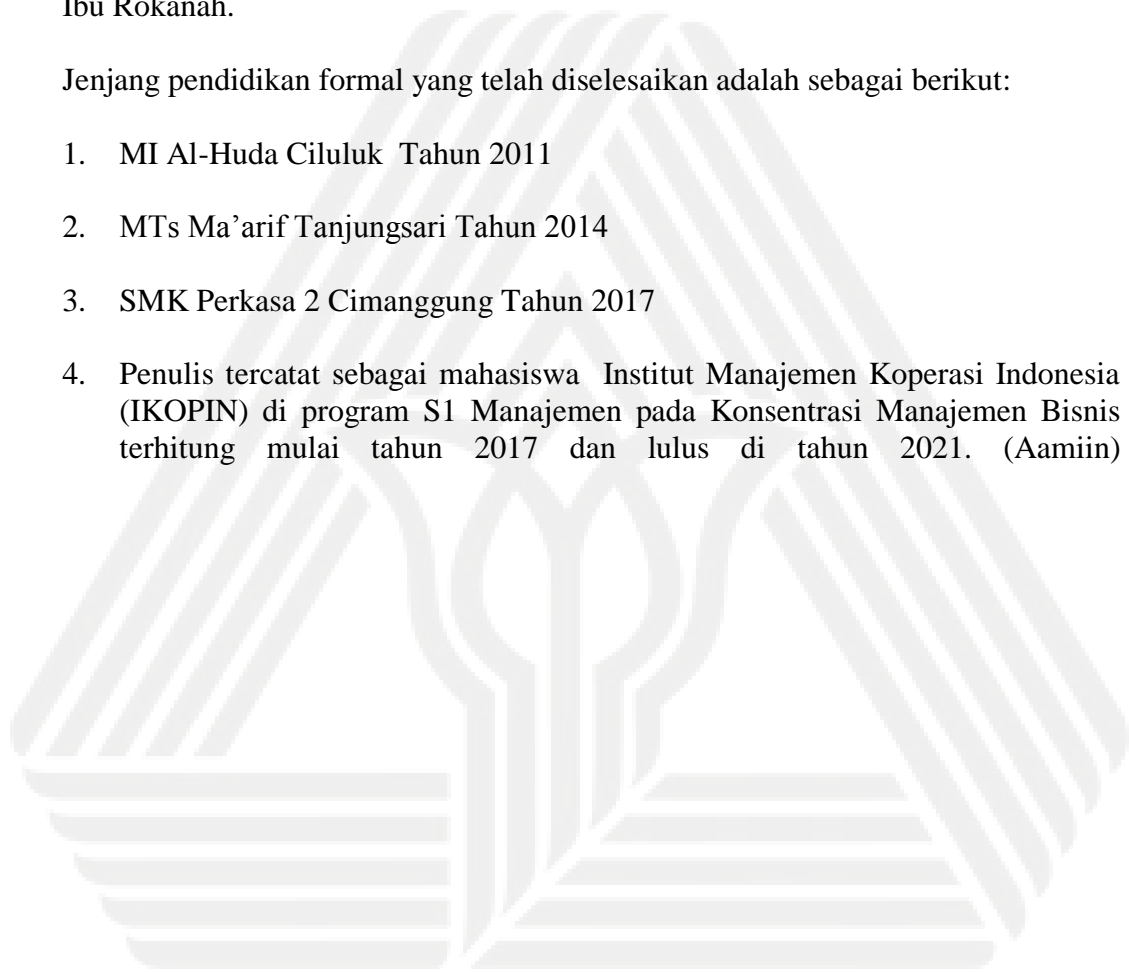 Ibu Rokanah.
Jenjang pendidikan formal yang telah diselesaikan adalah sebagai berikut:
1. MI Al-Huda Ciluluk Tahun 2011
2. MTs Ma’arif Tanjungsari Tahun 2014
3. SMK Perkasa 2 Cimanggung Tahun 2017
4. Penulis tercatat sebagai mahasiswa Institut Manajemen Koperasi Indonesia
(IKOPIN) di program S1 Manajemen pada Konsentrasi Manajemen Bisnis
terhitung mulai tahun 2017 dan lulus di tahun 2021. (Aamiin)